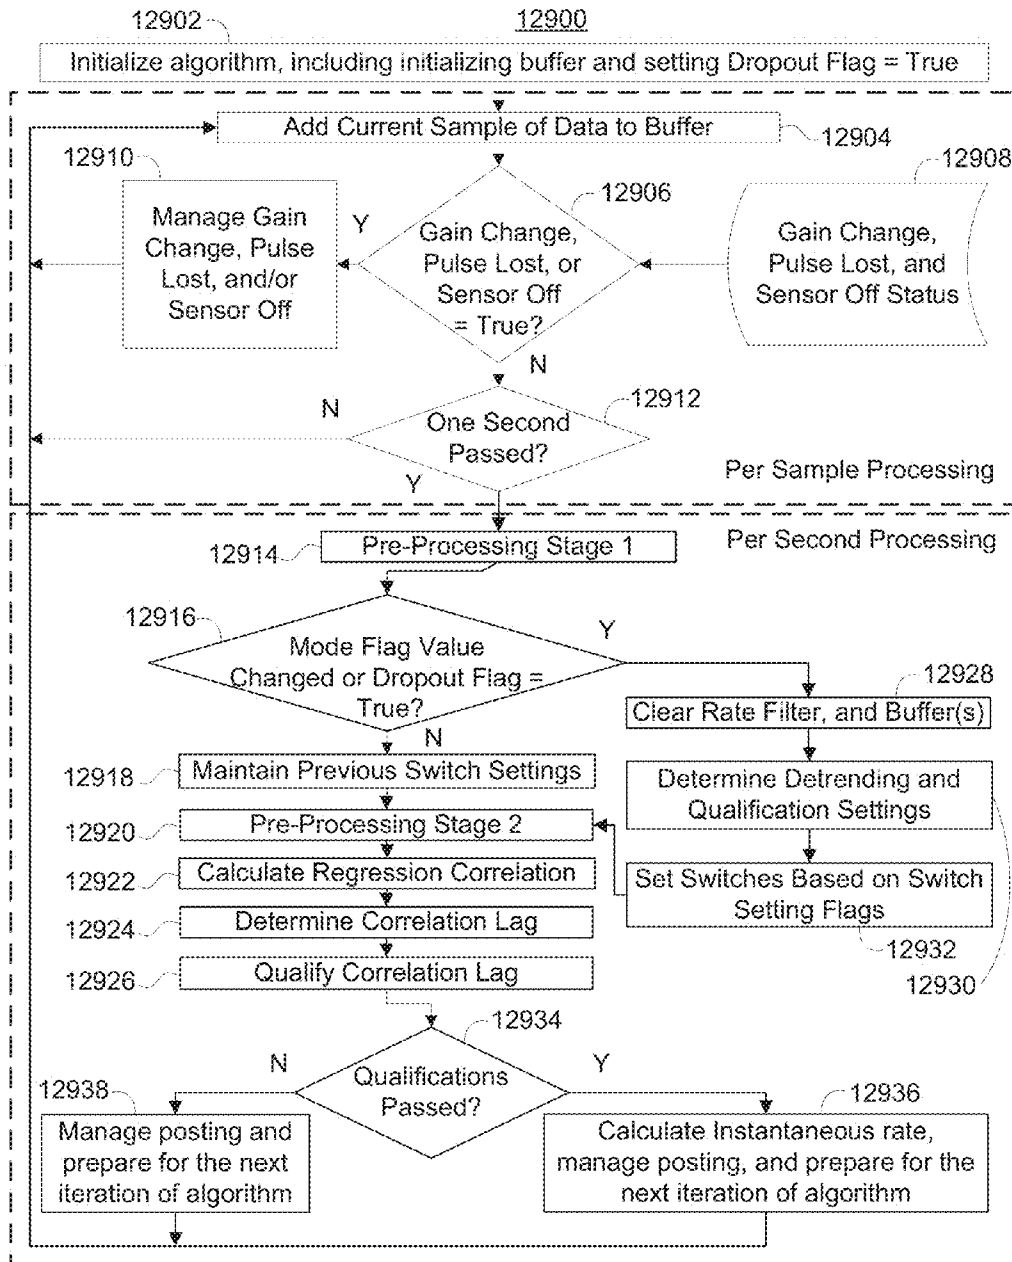 12902
12900
Initialize algorithm, including initializing buffer and setting Dropout Flag = True
Add Current Sample of Data to Buffer
12904
12910
12908
12906
Manage Gain
Change, Pulse
Lost, and/or
Sensor Off
Y
Gain Change,
Pulse Lost, or
Sensor Off
= True?
Gain Change,
Pulse Lost, and
Sensor Off Status
N
12912
N
One Second
Passed?
Y
Per Sample Processing
Per Second Processing
12914
Pre-Processing Stage 1
12916
Mode Flag Value
Changed or Dropout Flag =
True?
Y
N
12928
Clear Rate Filter, and Buffer(s)
12918
Maintain Previous Switch Settings
Determine Detrending and
Qualification Settings
12920
Pre-Processing Stage 2
12922
Calculate Regression Correlation
Set Switches Based on Switch
Setting Flags
12924
Determine Correlation Lag
12932
12926
Qualify Correlation Lag
12930
12934
N
Qualifications
Passed?
Y
12938
12936
Manage posting and
prepare for the next
iteration of algorithm
Calculate Instantaneous rate,
manage posting, and prepare for the
next iteration of algorithm